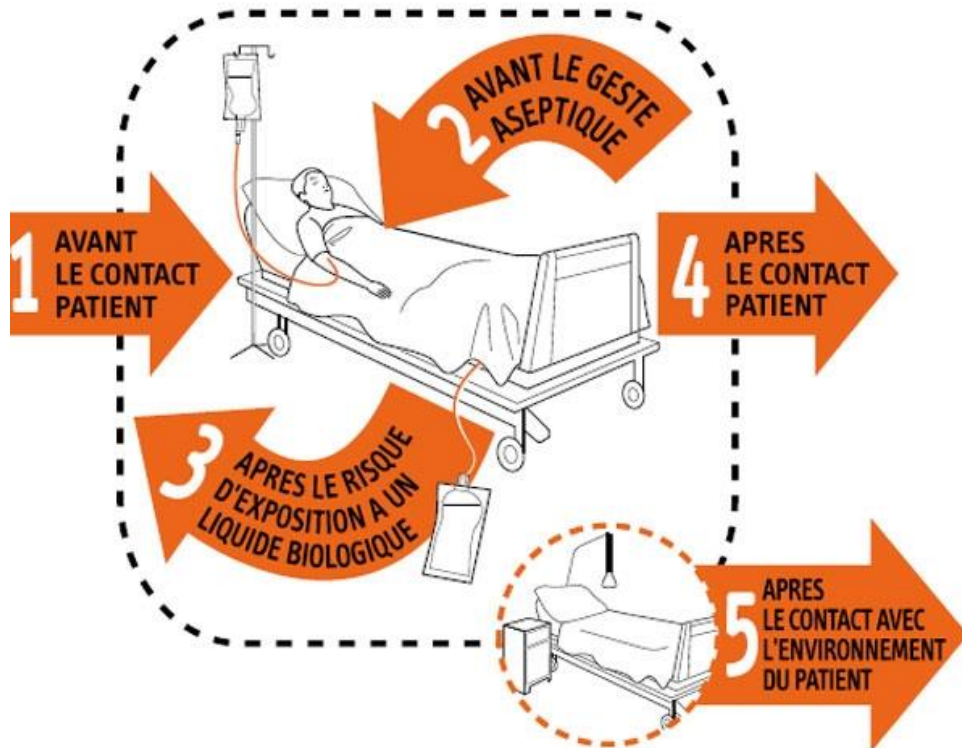 1
AVANT
LE CONTACT
PATIENT
2
AVANT LE GESTE
ASEPTIQUE
3
APRES LE RISQUE
D'EXPOSITION A UN
LIQUIDE BIOLOGIQUE
4
APRES
LE CONTACT
PATIENT
5
APRES
LE CONTACT AVEC
L'ENVIRONNEMENT
DU PATIENT